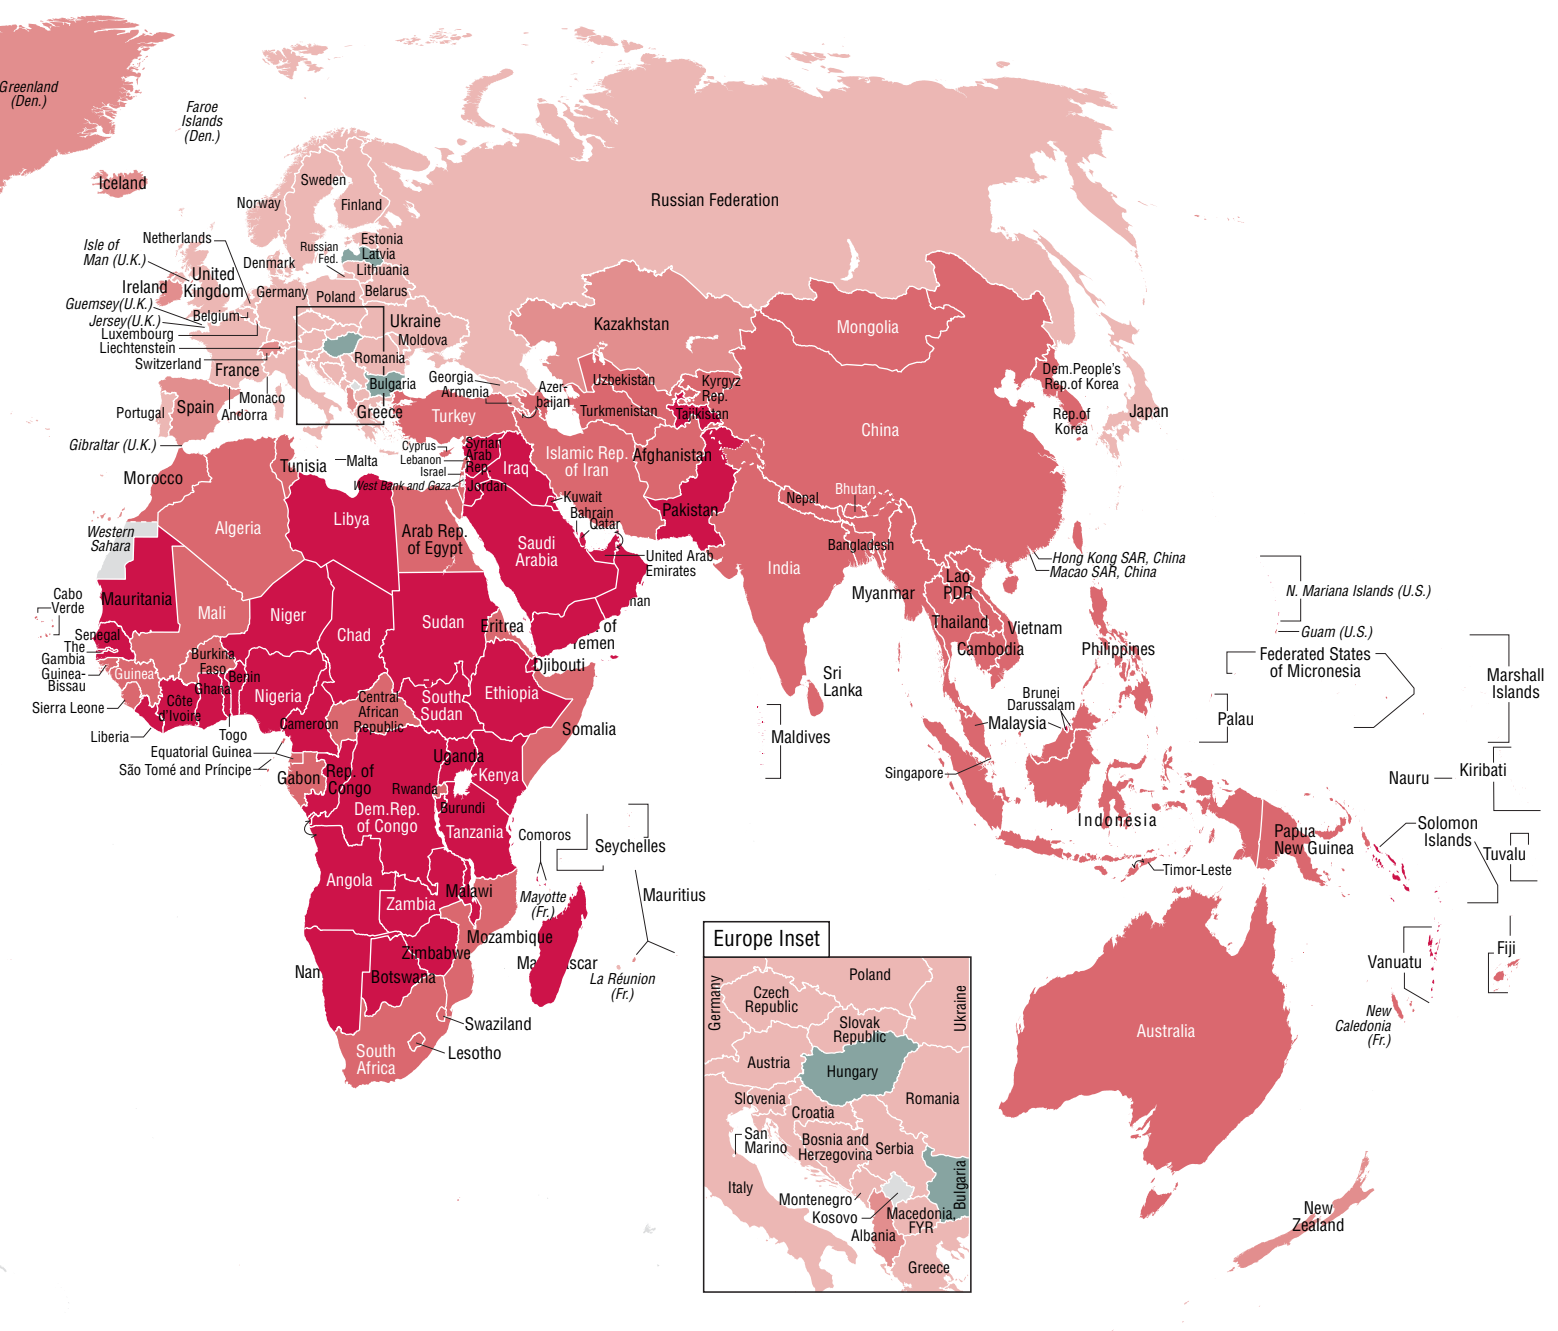 Greenland
(Den.)
Faroe
Islands
(Den.)
Iceland
Norway
Sweden
Finland
Russian Federation
Isle of
Man (U.K.)
Netherlands
United
Kingdom
Ireland
Denmark
Russian
Fed.
Estonia
Latvia
Lithuania
Guernsey(U.K.)
Jersey(U.K.)
Belgium
Luxembourg
Liechtenstein
Switzerland
Germany
Poland
Belarus
Ukraine
Moldova
Romania
France
Bulgaria
Monaco
Andorra
Portugal
Spain
Greece
Gibraltar (U.K.)
Georgia
Armenia
Azer-
baijan
Turkey
Kazakhstan
Uzbekistan
Turkmenistan
Kyrgyz
Rep.
Tajikistan
Mongolia
China
Dem.People's
Rep.of Korea
Rep.of
Korea
Japan
Morocco
Tunisia
Malta
Cyprus
Lebanon
Israel
West Bank and Gaza
Syrian
Arab
Rep.
Jordan
Iraq
Islamic Rep.
of Iran
Afghanistan
Pakistan
Kuwait
Bahrain
Qatar
Saudi
Arabia
United Arab
Emirates
man
. of
Yemen
Nepal
Bhutan
Bangladesh
India
Myanmar
Lao
PDR
Thailand
Vietnam
Cambodia
Hong Kong SAR, China
Macao SAR, China
Philippines
Western
Sahara
Algeria
Libya
Arab Rep.
of Egypt
Cabo
Verde
Mauritania
Mali
Niger
Chad
Sudan
Eritrea
Djibouti
Senegal
The
Gambia
Guinea-
Bissau
Guinea
Sierra Leone
Liberia
Burkina
Faso
Côte
d'Ivoire
Ghana
Benin
Togo
Nigeria
Cameroon
Central
African
Republic
South
Sudan
Ethiopia
Somalia
Equatorial Guinea
São Tomé and Príncipe
Gabon
Rep. of
Congo
Dem.Rep.
of Congo
Uganda
Kenya
Rwanda
Burundi
Tanzania
Comoros
Seychelles
Mayotte
(Fr.)
Mauritius
La Réunion
(Fr.)
Angola
Zambia
Malawi
Mozambique
Zimbabwe
Botswana
Nam
Ma
scar
Swaziland
Lesotho
South
Africa
Sri
Lanka
Maldives
Brunei
Darussalam
Malaysia
Singapore
Indonesia
Timor-Leste
Papua
New Guinea
N. Mariana Islands (U.S.)
Guam (U.S.)
Federated States
of Micronesia
Palau
Marshall
Islands
Nauru
Kiribati
Solomon
Islands
Tuvalu
Vanuatu
Fiji
New
Caledonia
(Fr.)
Australia
New
Zealand
Europe Inset
Germany
Poland
Czech
Republic
Ukraine
Slovak
Republic
Austria
Hungary
Slovenia
Croatia
Romania
San
Marino
Bosnia and
Herzegovina
Serbia
Italy
Montenegro
Kosovo
Bulgaria
Macedonia,
FYR
Albania
Greece